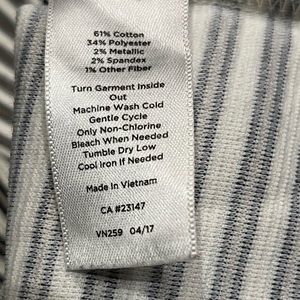 61% Cotton
34% Polyester
2% Metallic
2% Spandex
1% Other Fiber
Turn Garment Inside
Out
Machine Wash Cold
Gentle Cycle
Only Non-Chlorine
Bleach When Needed
Tumble Dry Low
Cool Iron If Needed
Made In Vietnam
CA #23147
VN259 04/17